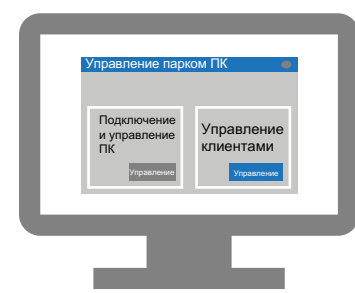 Управление парком ПК
Подключение
и управление
ПК
Управление
Управление
клиентами
Управление